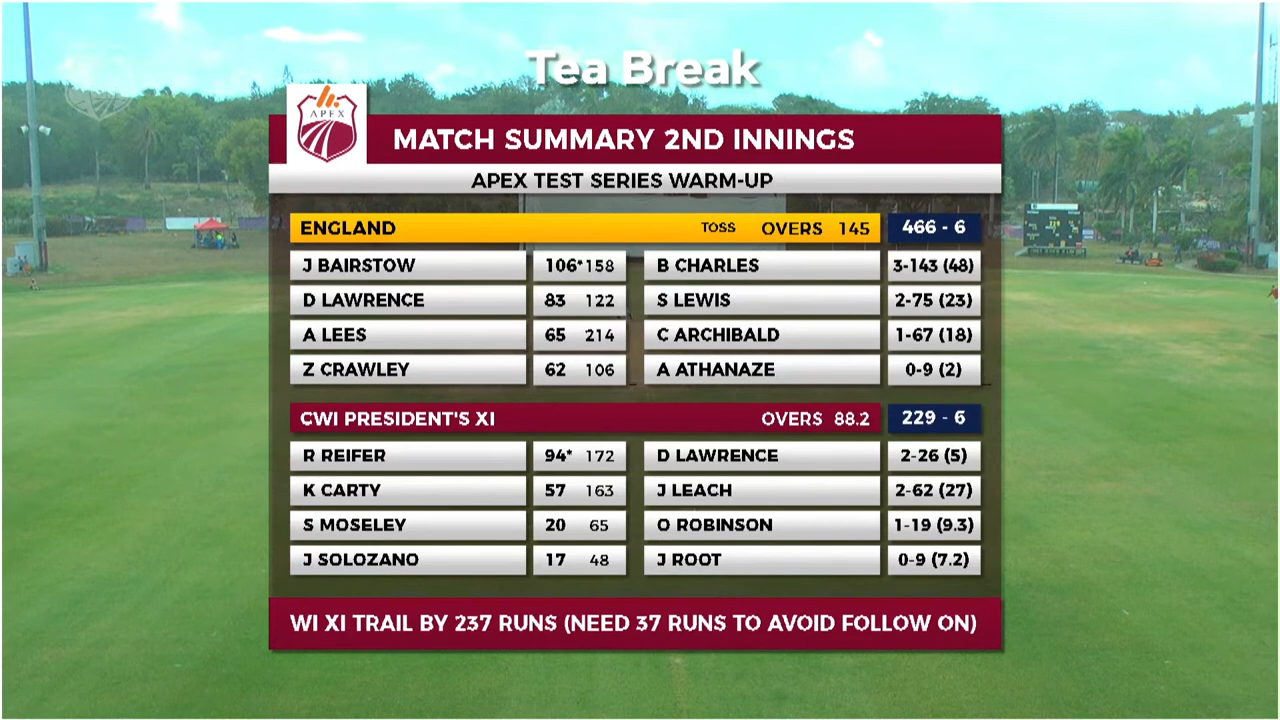 Tea Break
APEX
MATCH SUMMARY 2ND INNINGS
APEX TEST SERIES WARM-UP
ENGLAND TOSS OVERS 145 466 - 6
J BAIRSTOW 106* 158 B CHARLES 3-143 (48)
D LAWRENCE 83 122 S LEWIS 2-75 (23)
A LEES 65 214 C ARCHIBALD 1-67 (18)
Z CRAWLEY 62 106 A ATHANAZE 0-9 (2)
CWI PRESIDENT'S XI OVERS 88.2 229 - 6
R REIFER 94* 172 D LAWRENCE 2-26 (5)
K CARTY 57 163 J LEACH 2-62 (27)
S MOSELEY 20 65 O ROBINSON 1-19 (9.3)
J SOLOZANO 17 48 J ROOT 0-9 (7.2)
WI XI TRAIL BY 237 RUNS (NEED 37 RUNS TO AVOID FOLLOW ON)